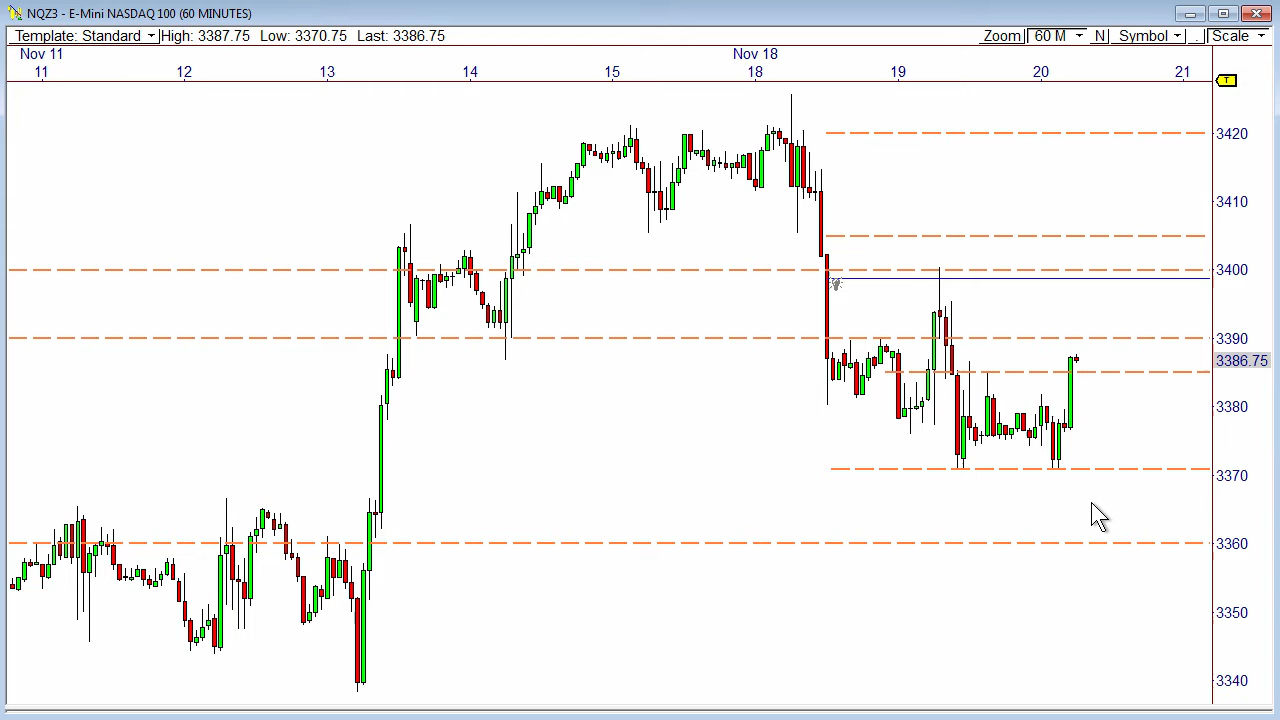 NQZ3 - E-Mini NASDAQ 100 (60 MINUTES)
Template: Standard High: 3387.75 Low: 3370.75 Last: 3386.75 Zoom 60 M N Symbol . Scale
Nov 11 Nov 18
11 12 13 14 15 18 19 20 21
T
3420
3410
3400
3390
3386.75
3380
3370
3360
3350
3340